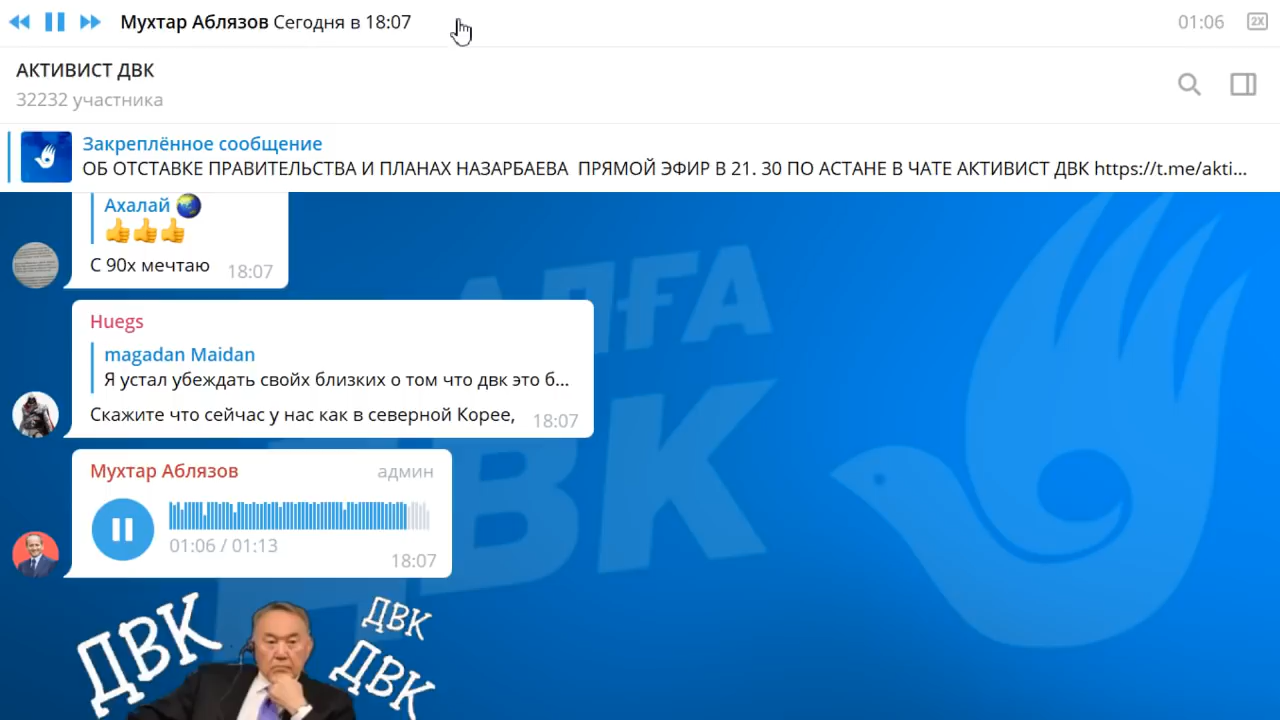 Мухтар Аблязов Сегодня в 18:07
01:06
2X
АКТИВИСТ ДВК
32232 участника
Закреплённое сообщение
ОБ ОТСТАВКЕ ПРАВИТЕЛЬСТВА И ПЛАНАХ НАЗАРБАЕВА ПРЯМОЙ ЭФИР В 21. 30 ПО АСТАНЕ В ЧАТЕ АКТИВИСТ ДВК https://t.me/akti...
Ахалай
С 90х мечтаю
18:07
АЛҒА
ДВК
Huegs
magadan Maidan
Я устал убеждать свойх близких о том что двк это б...
Скажите что сейчас у нас как в северной Корее,
18:07
Мухтар Аблязов
админ
01:06 / 01:13
18:07
ДВК
ДВК
ДВК